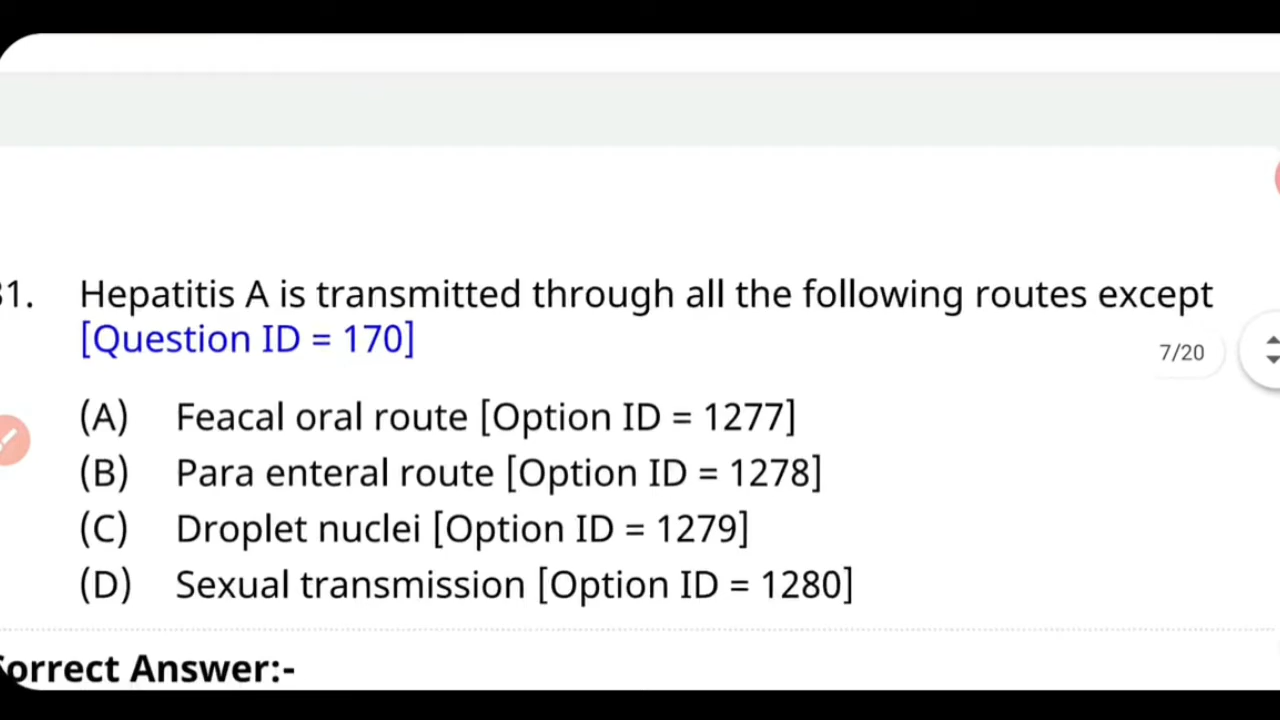 31. Hepatitis A is transmitted through all the following routes except
[Question ID = 170]
7/20
(A) Feacal oral route [Option ID = 1277]
(B) Para enteral route [Option ID = 1278]
(C) Droplet nuclei [Option ID = 1279]
(D) Sexual transmission [Option ID = 1280]
Correct Answer:-